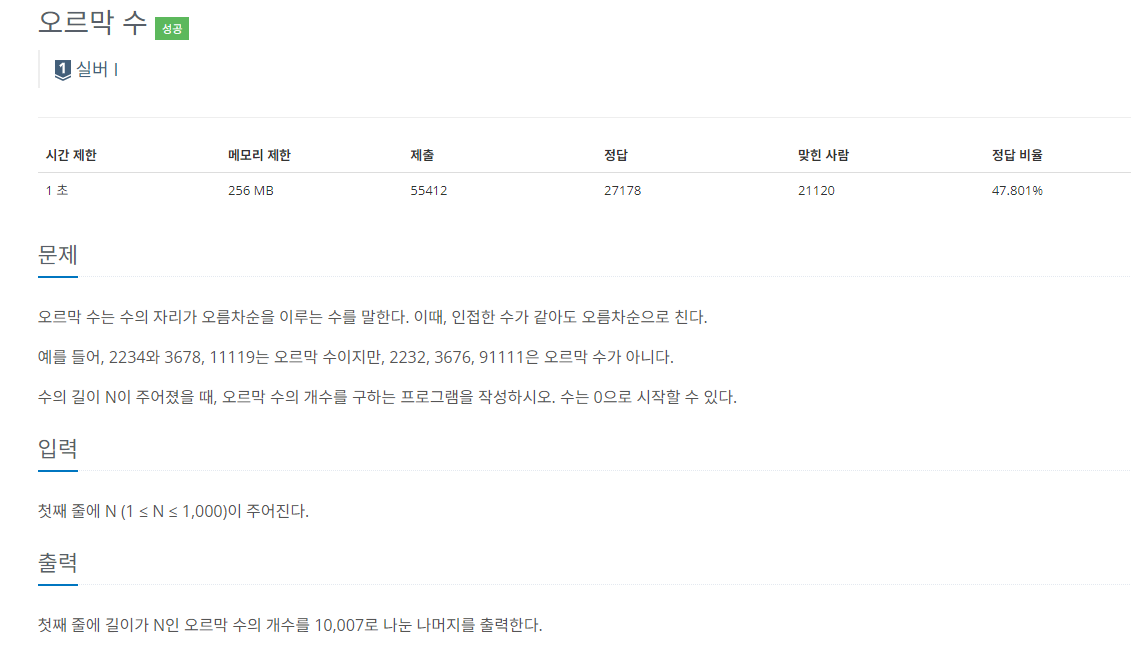 오르막 수 성공
1 실버 I
시간 제한 메모리 제한 제출 정답 맞힌 사람 정답 비율
1 초 256 MB 55412 27178 21120 47.801%
문제
오르막 수는 수의 자리가 오름차순을 이루는 수를 말한다. 이때, 인접한 수가 같아도 오름차순으로 친다.
예를 들어, 2234와 3678, 11119는 오르막 수이지만, 2232, 3676, 91111은 오르막 수가 아니다.
수의 길이 N이 주어졌을 때, 오르막 수의 개수를 구하는 프로그램을 작성하시오. 수는 0으로 시작할 수 있다.
입력
첫째 줄에 N (1 ≤ N ≤ 1,000)이 주어진다.
출력
첫째 줄에 길이가 N인 오르막 수의 개수를 10,007로 나눈 나머지를 출력한다.